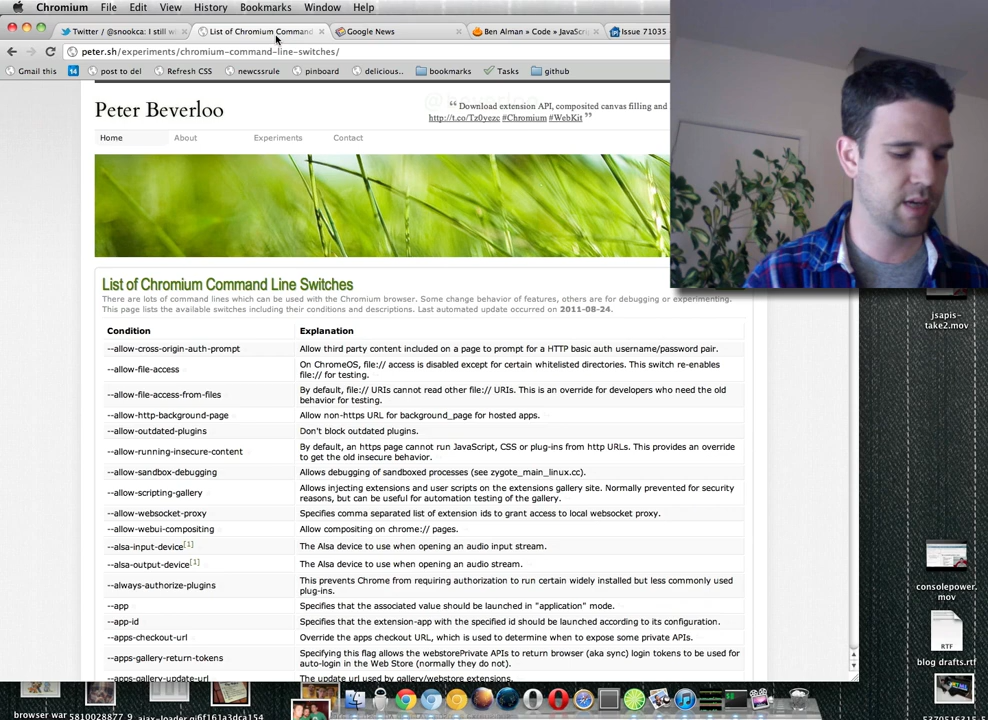 Chromium File Edit View History Bookmarks Window Help
Twitter / @snookca: I still w
List of Chromium Command
Google News
Ben Alman » Code » JavaScri
Issue 71035
peter.sh/experiments/chromium-command-line-switches/
Gmail this
14
post to del
Refresh CSS
newcssrule
pinboard
delicious..
bookmarks
Tasks
github
Peter Beverloo
“ Download extension API, composited canvas filling and
http://t.co/Tz0yezc #Chromium #WebKit ”
Home About Experiments Contact
List of Chromium Command Line Switches
There are lots of command lines which can be used with the Chromium browser. Some change behavior of features, others are for debugging or experimenting.
This page lists the available switches including their conditions and descriptions. Last automated update occurred on 2011-08-24.
Condition Explanation
--allow-cross-origin-auth-prompt Allow third party content included on a page to prompt for a HTTP basic auth username/password pair.
--allow-file-access On ChromeOS, file:// access is disabled except for certain whitelisted directories. This switch re-enables
file:// for testing.
--allow-file-access-from-files By default, file:// URIs cannot read other file:// URIs. This is an override for developers who need the old
behavior for testing.
--allow-http-background-page Allow non-https URL for background_page for hosted apps.
--allow-outdated-plugins Don't block outdated plugins.
--allow-running-insecure-content By default, an https page cannot run JavaScript, CSS or plug-ins from http URLs. This provides an override
to get the old insecure behavior.
--allow-sandbox-debugging Allows debugging of sandboxed processes (see zygote_main_linux.cc).
--allow-scripting-gallery Allows injecting extensions and user scripts on the extensions gallery site. Normally prevented for security
reasons, but can be useful for automation testing of the gallery.
--allow-websocket-proxy Specifies comma separated list of extension ids to grant access to local websocket proxy.
--allow-webui-compositing Allow compositing on chrome:// pages.
--alsa-input-device[1] The Alsa device to use when opening an audio input stream.
--alsa-output-device[1] The Alsa device to use when opening an audio stream.
--always-authorize-plugins This prevents Chrome from requiring authorization to run certain widely installed but less commonly used
plug-ins.
--app Specifies that the associated value should be launched in "application" mode.
--app-id Specifies that the extension-app with the specified id should be launched according to its configuration.
--apps-checkout-url Override the apps checkout URL, which is used to determine when to expose some private APIs.
--apps-gallery-return-tokens Specifying this flag allows the webstorePrivate APIs to return browser (aka sync) login tokens to be used for
auto-login in the Web Store (normally they do not).
--apps-gallery-update-url The update url used by gallery/webstore extensions.
jsapis-
take2.mov
consolepower.
mov
RTF
blog drafts.rtf
browser war 5810028877_9 ajax-loader